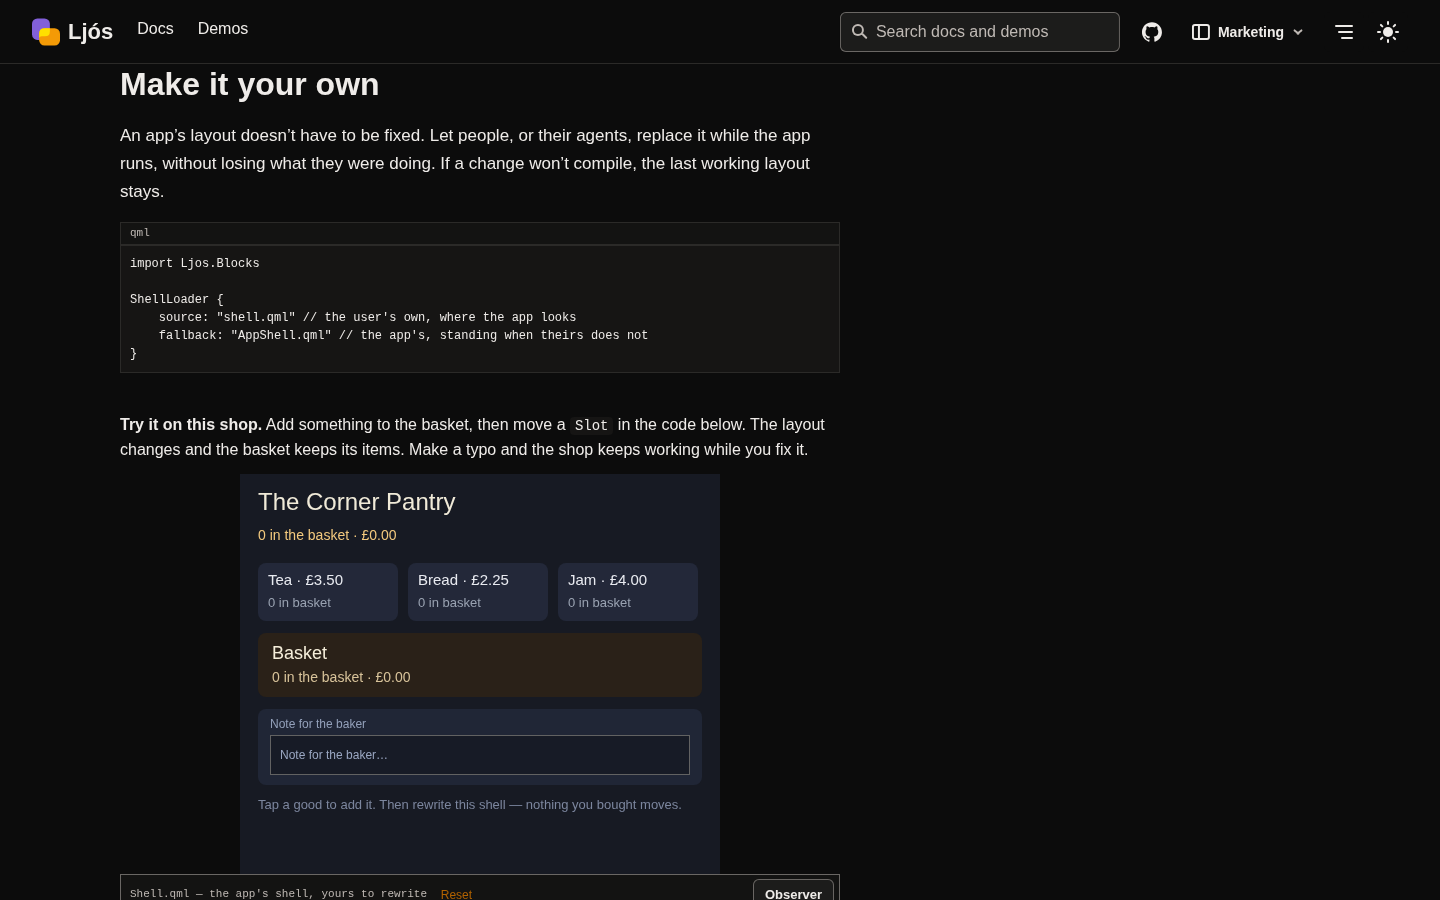 Ljós
Docs
Demos
Search docs and demos
Marketing
Make it your own
An app’s layout doesn’t have to be fixed. Let people, or their agents, replace it while the app
runs, without losing what they were doing. If a change won’t compile, the last working layout
stays.
qml
import Ljos.Blocks
ShellLoader {
    source: "shell.qml" // the user's own, where the app looks
    fallback: "AppShell.qml" // the app's, standing when theirs does not
}
Try it on this shop. Add something to the basket, then move a Slot in the code below. The layout
changes and the basket keeps its items. Make a typo and the shop keeps working while you fix it.
The Corner Pantry
0 in the basket · £0.00
Tea · £3.50
0 in basket
Bread · £2.25
0 in basket
Jam · £4.00
0 in basket
Basket
0 in the basket · £0.00
Note for the baker
Note for the baker…
Tap a good to add it. Then rewrite this shell — nothing you bought moves.
Shell.qml — the app's shell, yours to rewrite
Reset
Observer